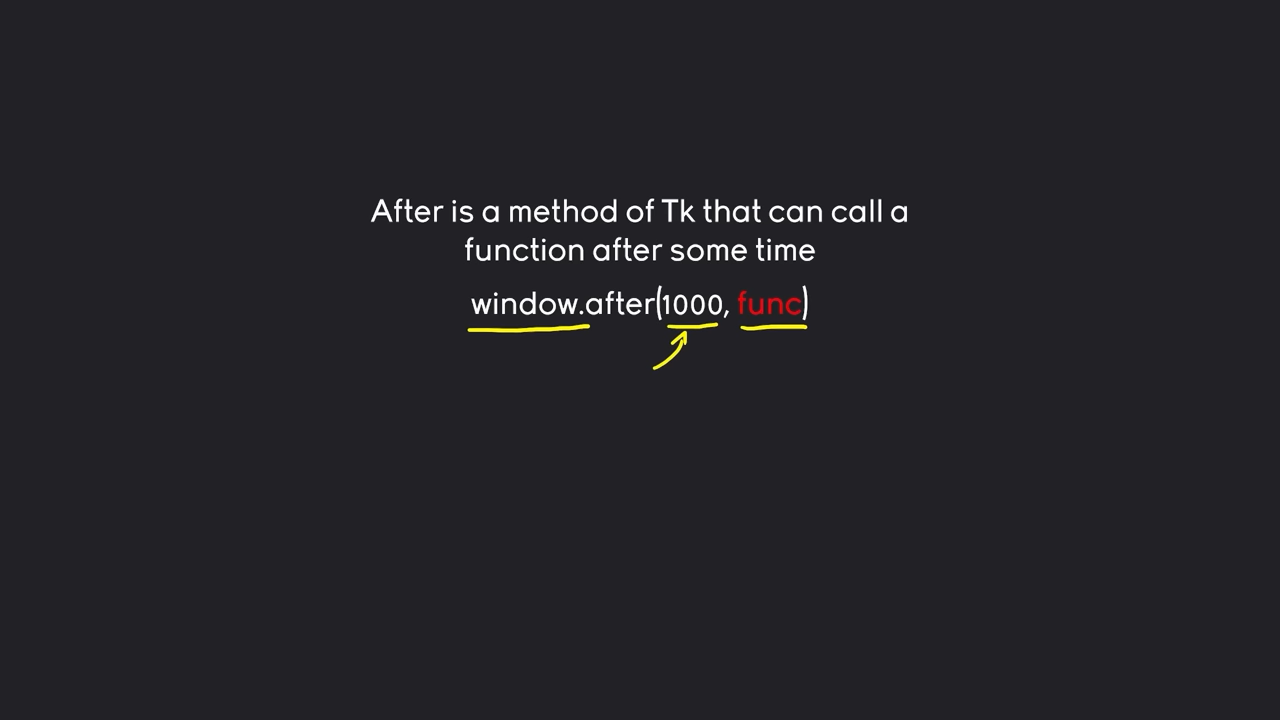 After is a method of Tk that can call a
function after some time
window.after(1000, func)